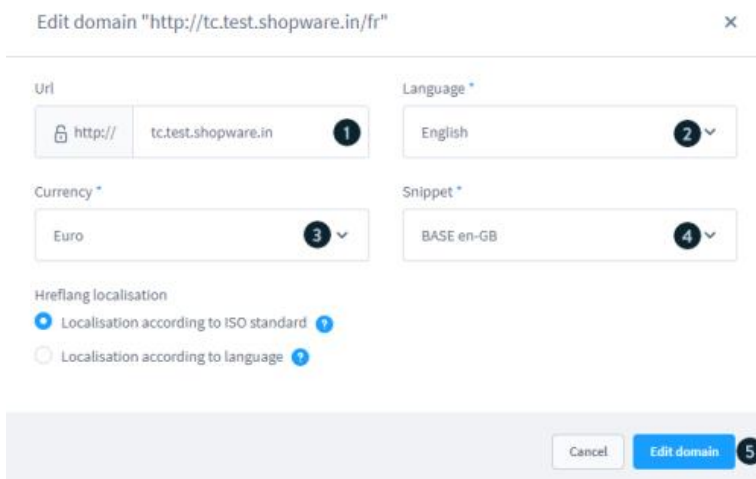 Edit domain "http://tc.test.shopware.in/fr"
Url
Language *
http:// tc.test.shopware.in 1
English 2
Currency *
Snippet *
Euro 3
BASE en-GB 4
Hreflang localisation
Localisation according to ISO standard ?
Localisation according to language ?
Cancel
Edit domain 5